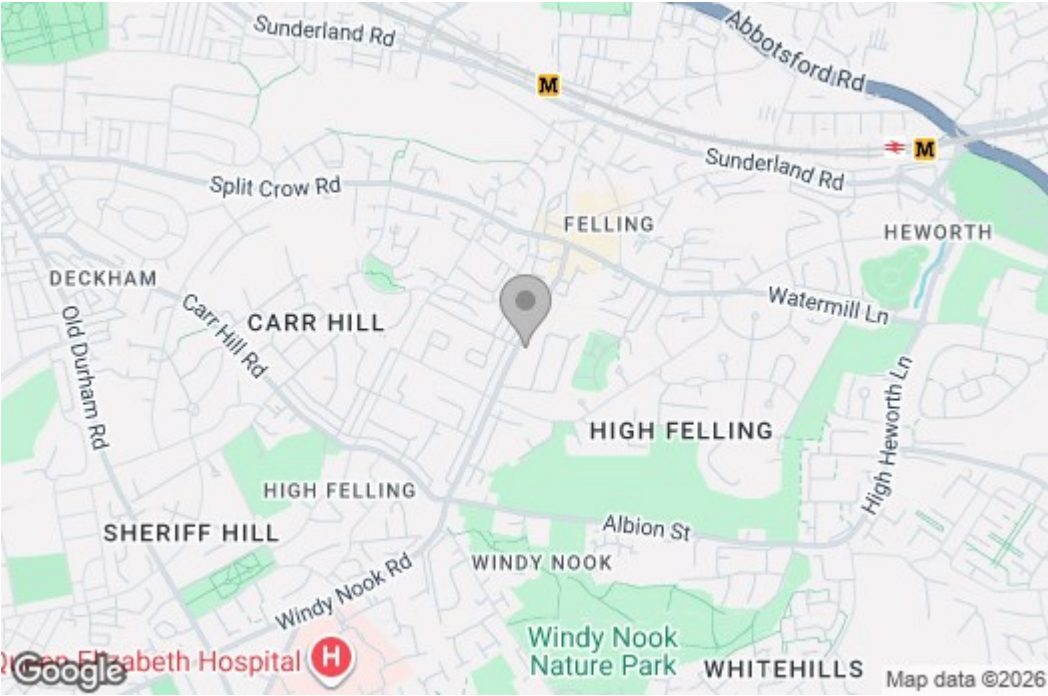 Sunderland Rd
Abbotsford Rd
M
M
Sunderland Rd
Split Crow Rd
FELLING
HEWORTH
DECKHAM
Watermill Ln
Carr Hill Rd
CARR HILL
Old Durham Rd
HIGH FELLING
High Heworth Ln
HIGH FELLING
SHERIFF HILL
Albion St
WINDY NOOK
Windy Nook Rd
Windy Nook
Nature Park
Queen Elizabeth Hospital
H
WHITEHILLS
Google
Map data ©2026